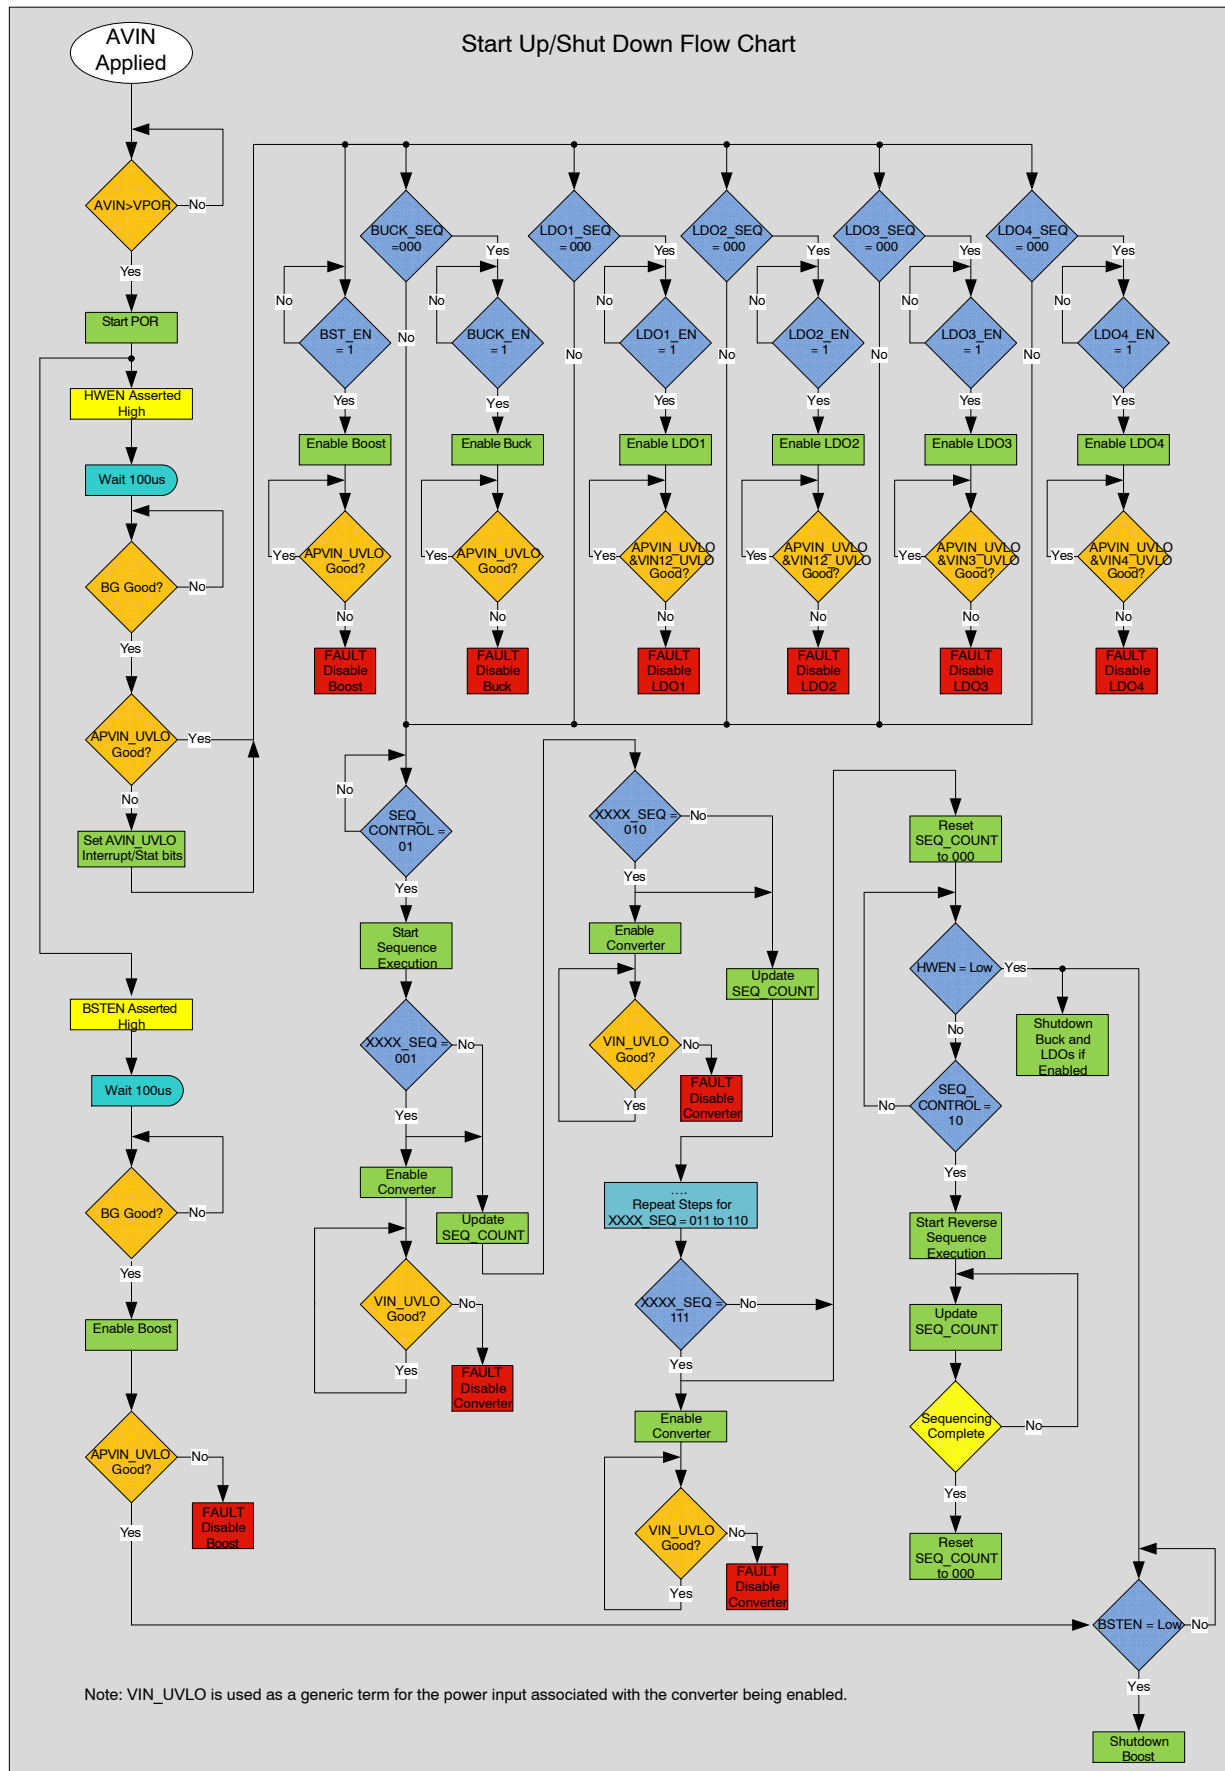 AVIN
Applied
Start Up/Shut Down Flow Chart
AVIN>VPOR
No
Yes
Start POR
HWEN Asserted
High
Wait 100us
BG Good?
No
Yes
APVIN_UVLO
Good?
Yes
No
Set AVIN_UVLO
Interrupt/Stat bits
BSTEN Asserted
High
Wait 100us
BG Good?
No
Yes
Enable Boost
APVIN_UVLO
Good?
No
FAULT
Disable
Boost
Yes
No
BST_EN
= 1
Yes
Enable Boost
APVIN_UVLO
Good?
Yes
No
FAULT
Disable
Boost
BUCK_SEQ
=000
Yes
No
No
BUCK_EN
= 1
Yes
Enable Buck
APVIN_UVLO
Good?
Yes
No
FAULT
Disable
Buck
LDO1_SEQ
= 000
Yes
No
No
LDO1_EN
= 1
Yes
Enable LDO1
APVIN_UVLO
&VIN12_UVLO
Good?
Yes
No
FAULT
Disable
LDO1
LDO2_SEQ
= 000
Yes
No
No
LDO2_EN
= 1
Yes
Enable LDO2
APVIN_UVLO
&VIN12_UVLO
Good?
Yes
No
FAULT
Disable
LDO2
LDO3_SEQ
= 000
Yes
No
No
LDO3_EN
= 1
Yes
Enable LDO3
APVIN_UVLO
&VIN3_UVLO
Good?
Yes
No
FAULT
Disable
LDO3
LDO4_SEQ
= 000
Yes
No
No
LDO4_EN
= 1
Yes
Enable LDO4
APVIN_UVLO
&VIN4_UVLO
Good?
Yes
No
FAULT
Disable
LDO4
No
SEQ_
CONTROL =
01
Yes
Start
Sequence
Execution
XXXX_SEQ =
001
No
Yes
Enable
Converter
Update
SEQ_COUNT
VIN_UVLO
Good?
No
Yes
FAULT
Disable
Converter
XXXX_SEQ =
010
No
Yes
Enable
Converter
Update
SEQ_COUNT
VIN_UVLO
Good?
No
Yes
FAULT
Disable
Converter
....
Repeat Steps for
XXXX_SEQ = 011 to 110
XXXX_SEQ =
111
No
Yes
Enable
Converter
VIN_UVLO
Good?
No
Yes
FAULT
Disable
Converter
Reset
SEQ_COUNT
to 000
HWEN = Low
Yes
No
Shutdown
Buck and
LDOs if
Enabled
SEQ_
CONTROL =
10
No
Yes
Start Reverse
Sequence
Execution
Update
SEQ_COUNT
Sequencing
Complete
No
Yes
Reset
SEQ_COUNT
to 000
BSTEN = Low
No
Yes
Shutdown
Boost
Note: VIN_UVLO is used as a generic term for the power input associated with the converter being enabled.